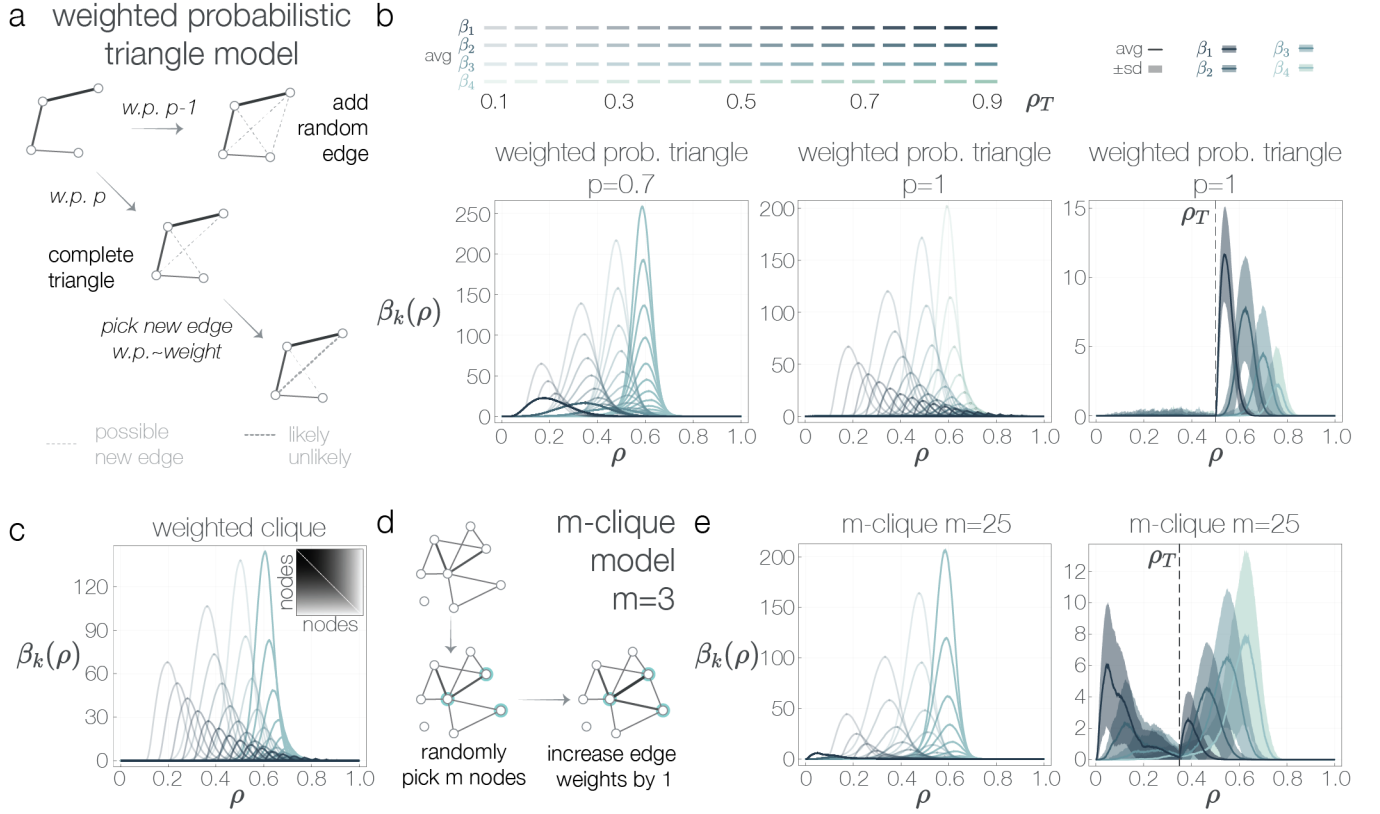 a
weighted probabilistic
triangle model
w.p. p-1
add
random
edge
w.p. p
complete
triangle
pick new edge
w.p.~weight
possible
new edge
likely
unlikely
b
avg
β₁
β₂
β₃
β₄
0.1 0.3 0.5 0.7 0.9 ρ_T
avg
±sd
β₁
β₂
β₃
β₄
weighted prob. triangle
p=0.7
β_k(ρ)
250
200
150
100
50
0
0 0.2 0.4 0.6 0.8 1.0
ρ
weighted prob. triangle
p=1
200
150
100
50
0
0 0.2 0.4 0.6 0.8 1.0
ρ
weighted prob. triangle
p=1
ρ_T
15
10
5
0
0 0.2 0.4 0.6 0.8 1.0
ρ
c
weighted clique
nodes
nodes
β_k(ρ)
120
90
60
30
0
0 0.2 0.4 0.6 0.8 1.0
ρ
d
m-clique
model
m=3
randomly
pick m nodes
increase edge
weights by 1
e
m-clique m=25
β_k(ρ)
200
150
100
50
0
0 0.2 0.4 0.6 0.8 1.0
ρ
m-clique m=25
ρ_T
12
10
8
6
4
2
0
0 0.2 0.4 0.6 0.8 1.0
ρ